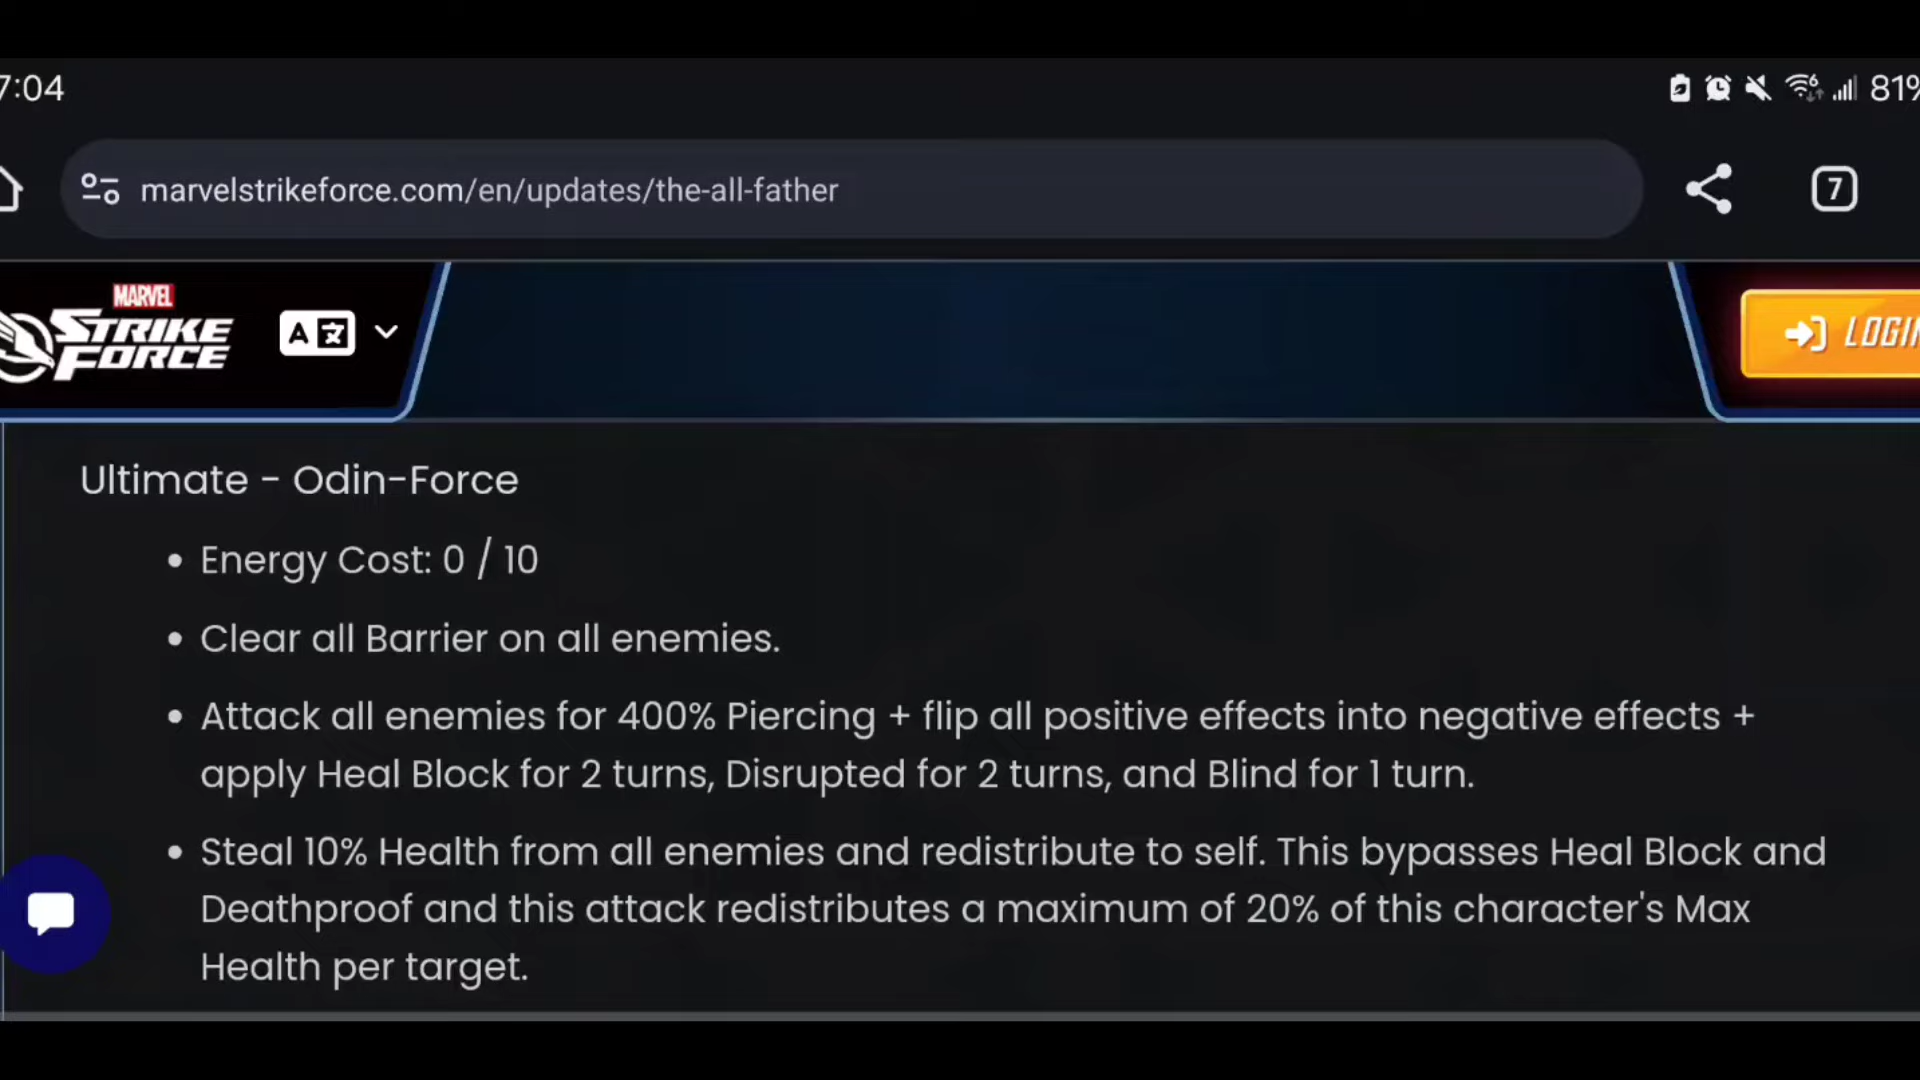 7:04
81%
marvelstrikeforce.com/en/updates/the-all-father
7
MARVEL
STRIKE
FORCE
A 文
LOGIN
Ultimate - Odin-Force
• Energy Cost: 0 / 10
• Clear all Barrier on all enemies.
• Attack all enemies for 400% Piercing + flip all positive effects into negative effects +
apply Heal Block for 2 turns, Disrupted for 2 turns, and Blind for 1 turn.
• Steal 10% Health from all enemies and redistribute to self. This bypasses Heal Block and
Deathproof and this attack redistributes a maximum of 20% of this character's Max
Health per target.